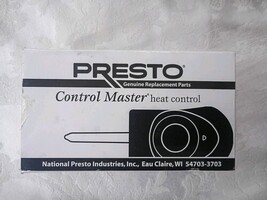 PRESTO®
Genuine Replacement Parts
Control Master® heat control
D
National Presto Industries, Inc., Eau Claire, WI 54703-3703